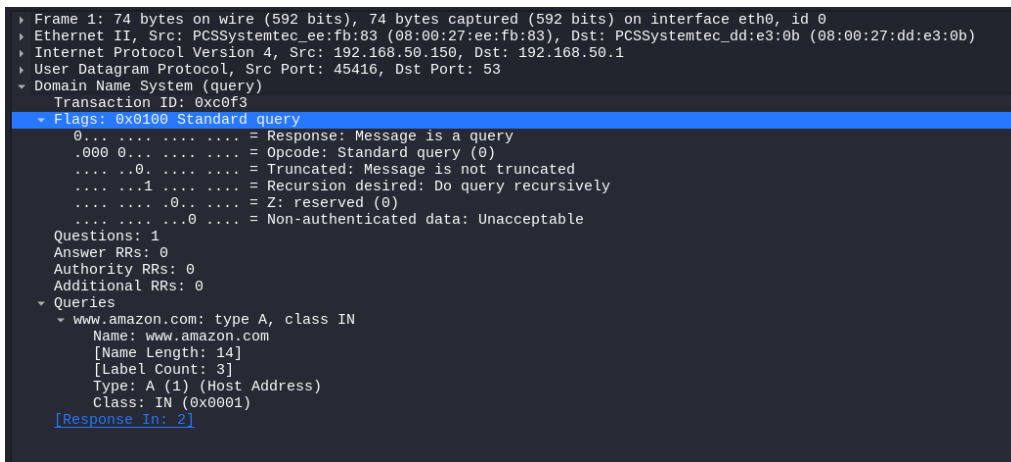 Frame 1: 74 bytes on wire (592 bits), 74 bytes captured (592 bits) on interface eth0, id 0
Ethernet II, Src: PCSSystemtec_ee:fb:83 (08:00:27:ee:fb:83), Dst: PCSSystemtec_dd:e3:0b (08:00:27:dd:e3:0b)
Internet Protocol Version 4, Src: 192.168.50.150, Dst: 192.168.50.1
User Datagram Protocol, Src Port: 45416, Dst Port: 53
Domain Name System (query)
Transaction ID: 0xc0f3
Flags: 0x0100 Standard query
0... .... .... .... = Response: Message is a query
.000 0... .... .... = Opcode: Standard query (0)
.... ..0. .... .... = Truncated: Message is not truncated
.... ...1 .... .... = Recursion desired: Do query recursively
.... .... .0.. .... = Z: reserved (0)
.... .... ...0 .... = Non-authenticated data: Unacceptable
Questions: 1
Answer RRs: 0
Authority RRs: 0
Additional RRs: 0
Queries
www.amazon.com: type A, class IN
Name: www.amazon.com
[Name Length: 14]
[Label Count: 3]
Type: A (1) (Host Address)
Class: IN (0x0001)
[Response In: 2]